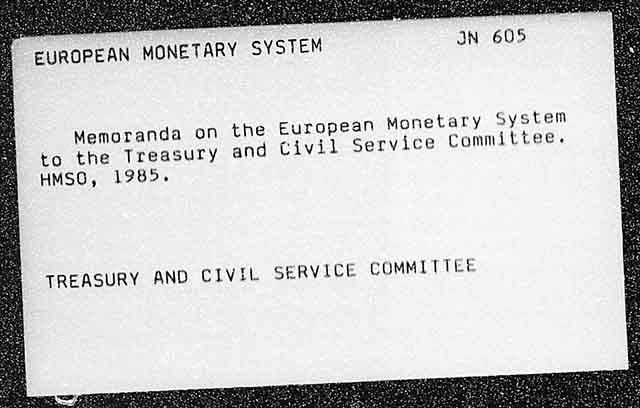 EUROPEAN MONETARY SYSTEM JN 605
Memoranda on the European Monetary System
to the Treasury and Civil Service Committee.
HMSO, 1985.
TREASURY AND CIVIL SERVICE COMMITTEE